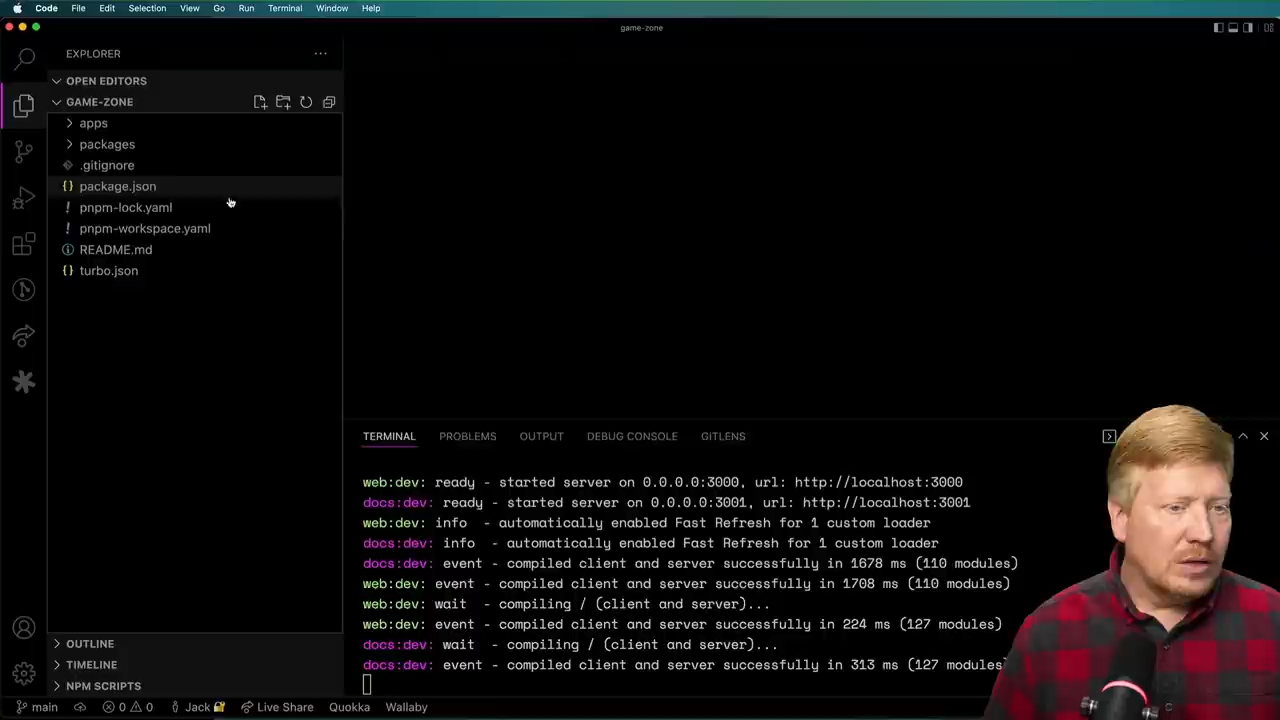 Code File Edit Selection View Go Run Terminal Window Help
game-zone
EXPLORER
OPEN EDITORS
GAME-ZONE
apps
packages
.gitignore
{} package.json
! pnpm-lock.yaml
! pnpm-workspace.yaml
README.md
{} turbo.json
TERMINAL PROBLEMS OUTPUT DEBUG CONSOLE GITLENS
web:dev: ready - started server on 0.0.0.0:3000, url: http://localhost:3000
docs:dev: ready - started server on 0.0.0.0:3001, url: http://localhost:3001
web:dev: info  - automatically enabled Fast Refresh for 1 custom loader
docs:dev: info  - automatically enabled Fast Refresh for 1 custom loader
docs:dev: event - compiled client and server successfully in 1678 ms (110 modules)
web:dev: event - compiled client and server successfully in 1708 ms (110 modules)
web:dev: wait  - compiling / (client and server)...
web:dev: event - compiled client and server successfully in 224 ms (127 modules)
docs:dev: wait  - compiling / (client and server)...
docs:dev: event - compiled client and server successfully in 313 ms (127 modules
OUTLINE
TIMELINE
NPM SCRIPTS
main 0 0 Jack Live Share Quokka Wallaby